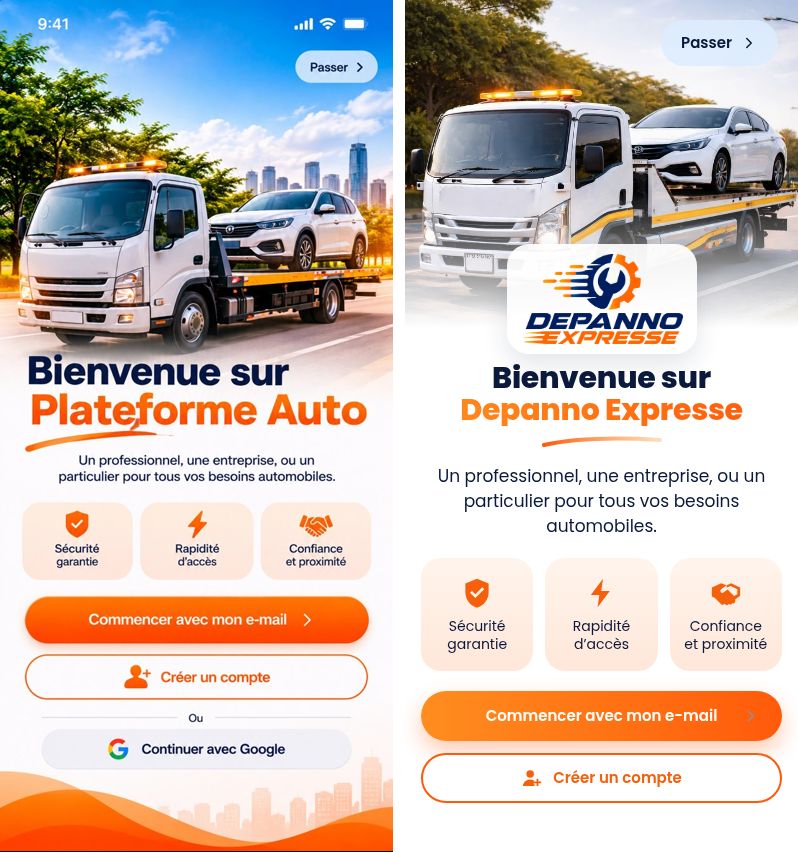 9:41
Passer
Bienvenue sur
Plateforme Auto
Un professionnel, une entreprise, ou un
particulier pour tous vos besoins automobiles.
Sécurité
garantie
Rapidité
d'accès
Confiance
et proximité
Commencer avec mon e-mail
Créer un compte
Ou
Continuer avec Google
Passer
DEPANNO
EXPRESSE
Bienvenue sur
Depanno Expresse
Un professionnel, une entreprise, ou un
particulier pour tous vos besoins
automobiles.
Sécurité
garantie
Rapidité
d'accès
Confiance
et proximité
Commencer avec mon e-mail
Créer un compte